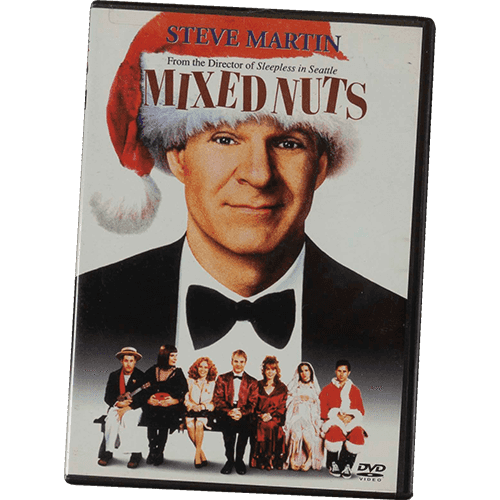 STEVE MARTIN
From the Director of Sleepless in Seattle
MIXED NUTS
DVD
VIDEO